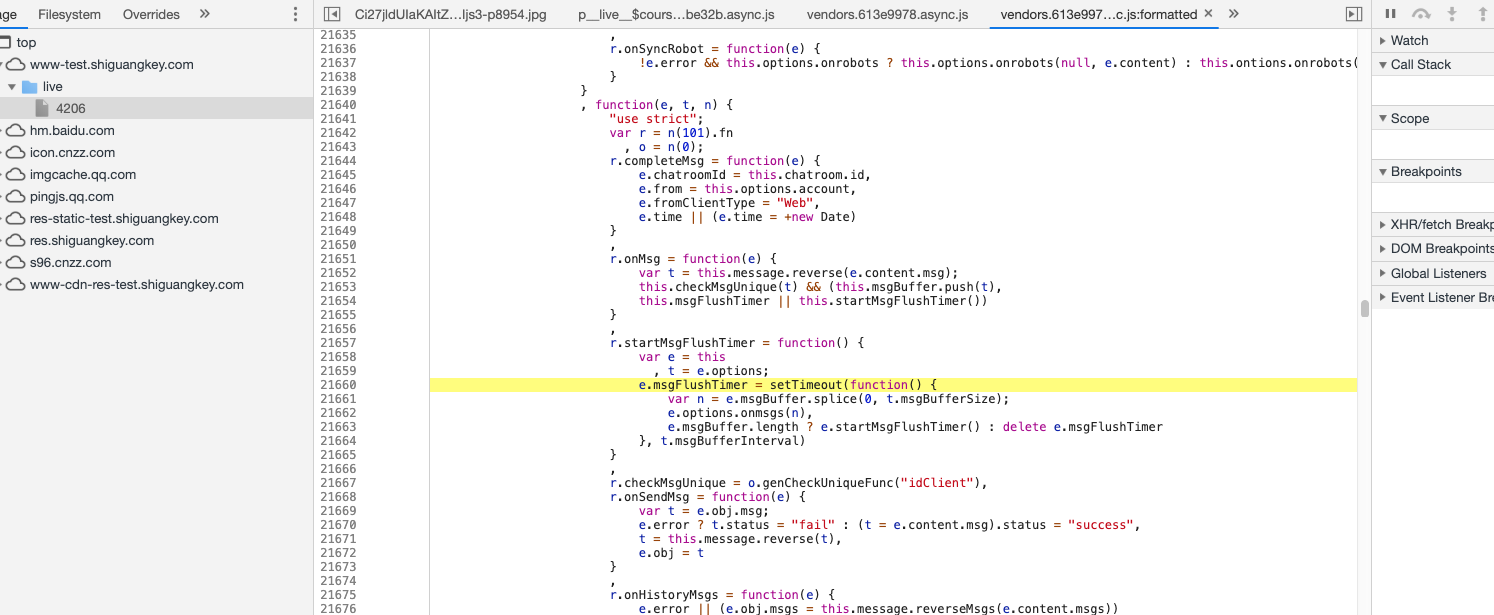 age Filesystem Overrides »
Ci27jldUIaKAItZ…Ijs3-p8954.jpg p__live__$cours…be32b.async.js vendors.613e9978.async.js vendors.613e997…c.js:formatted × »
top
www-test.shiguangkey.com
live
4206
hm.baidu.com
icon.cnzz.com
imgcache.qq.com
pingjs.qq.com
res-static-test.shiguangkey.com
res.shiguangkey.com
s96.cnzz.com
www-cdn-res-test.shiguangkey.com
21635 ,
21636 r.onSyncRobot = function(e) {
21637 !e.error && this.options.onrobots ? this.options.onrobots(null, e.content) : this.ontions.onrobots(
21638 }
21639 }
21640 , function(e, t, n) {
21641 "use strict";
21642 var r = n(101).fn
21643 , o = n(0);
21644 r.completeMsg = function(e) {
21645 e.chatroomId = this.chatroom.id,
21646 e.from = this.options.account,
21647 e.fromClientType = "Web",
21648 e.time || (e.time = +new Date)
21649 }
21650 ,
21651 r.onMsg = function(e) {
21652 var t = this.message.reverse(e.content.msg);
21653 this.checkMsgUnique(t) && (this.msgBuffer.push(t),
21654 this.msgFlushTimer || this.startMsgFlushTimer())
21655 }
21656 ,
21657 r.startMsgFlushTimer = function() {
21658 var e = this
21659 , t = e.options;
21660 e.msgFlushTimer = setTimeout(function() {
21661 var n = e.msgBuffer.splice(0, t.msgBufferSize);
21662 e.options.onmsgs(n),
21663 e.msgBuffer.length ? e.startMsgFlushTimer() : delete e.msgFlushTimer
21664 }, t.msgBufferInterval)
21665 }
21666 ,
21667 r.checkMsgUnique = o.genCheckUniqueFunc("idClient"),
21668 r.onSendMsg = function(e) {
21669 var t = e.obj.msg;
21670 e.error ? t.status = "fail" : (t = e.content.msg).status = "success",
21671 t = this.message.reverse(t),
21672 e.obj = t
21673 }
21674 ,
21675 r.onHistoryMsgs = function(e) {
21676 e.error || (e.obj.msgs = this.message.reverseMsgs(e.content.msgs))
Watch
Call Stack
Scope
Breakpoints
XHR/fetch Breakp
DOM Breakpoints
Global Listeners
Event Listener Bre